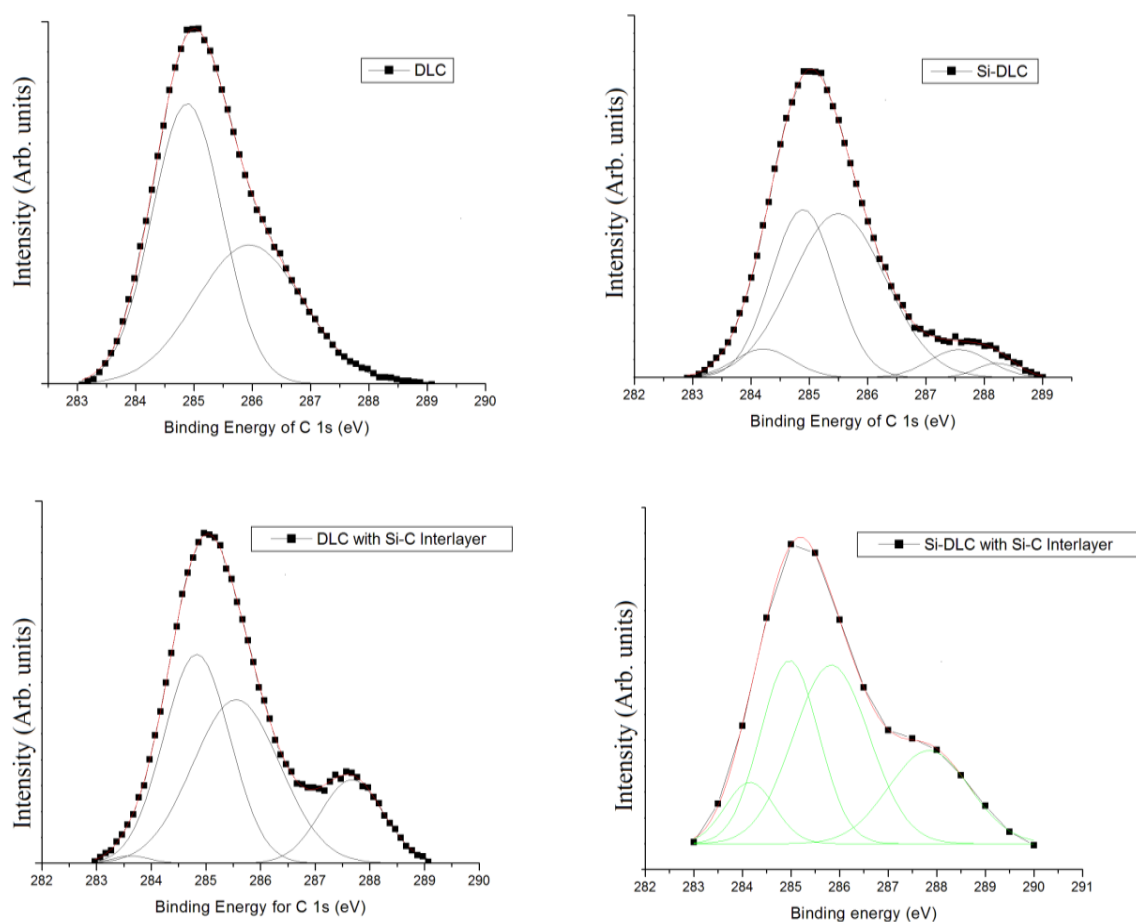 DLC
Intensity (Arb. units)
283 284 285 286 287 288 289 290
Binding Energy of C 1s (eV)
Si-DLC
Intensity (Arb. units)
283 284 285 286 287 288 289
Binding Energy of C 1s (eV)
DLC with Si-C Interlayer
Intensity (Arb. units)
282 283 284 285 286 287 288 289 290
Binding Energy for C 1s (eV)
Si-DLC with Si-C Interlayer
Intensity (Arb. units)
282 283 284 285 286 287 288 289 290 291
Binding energy (eV)